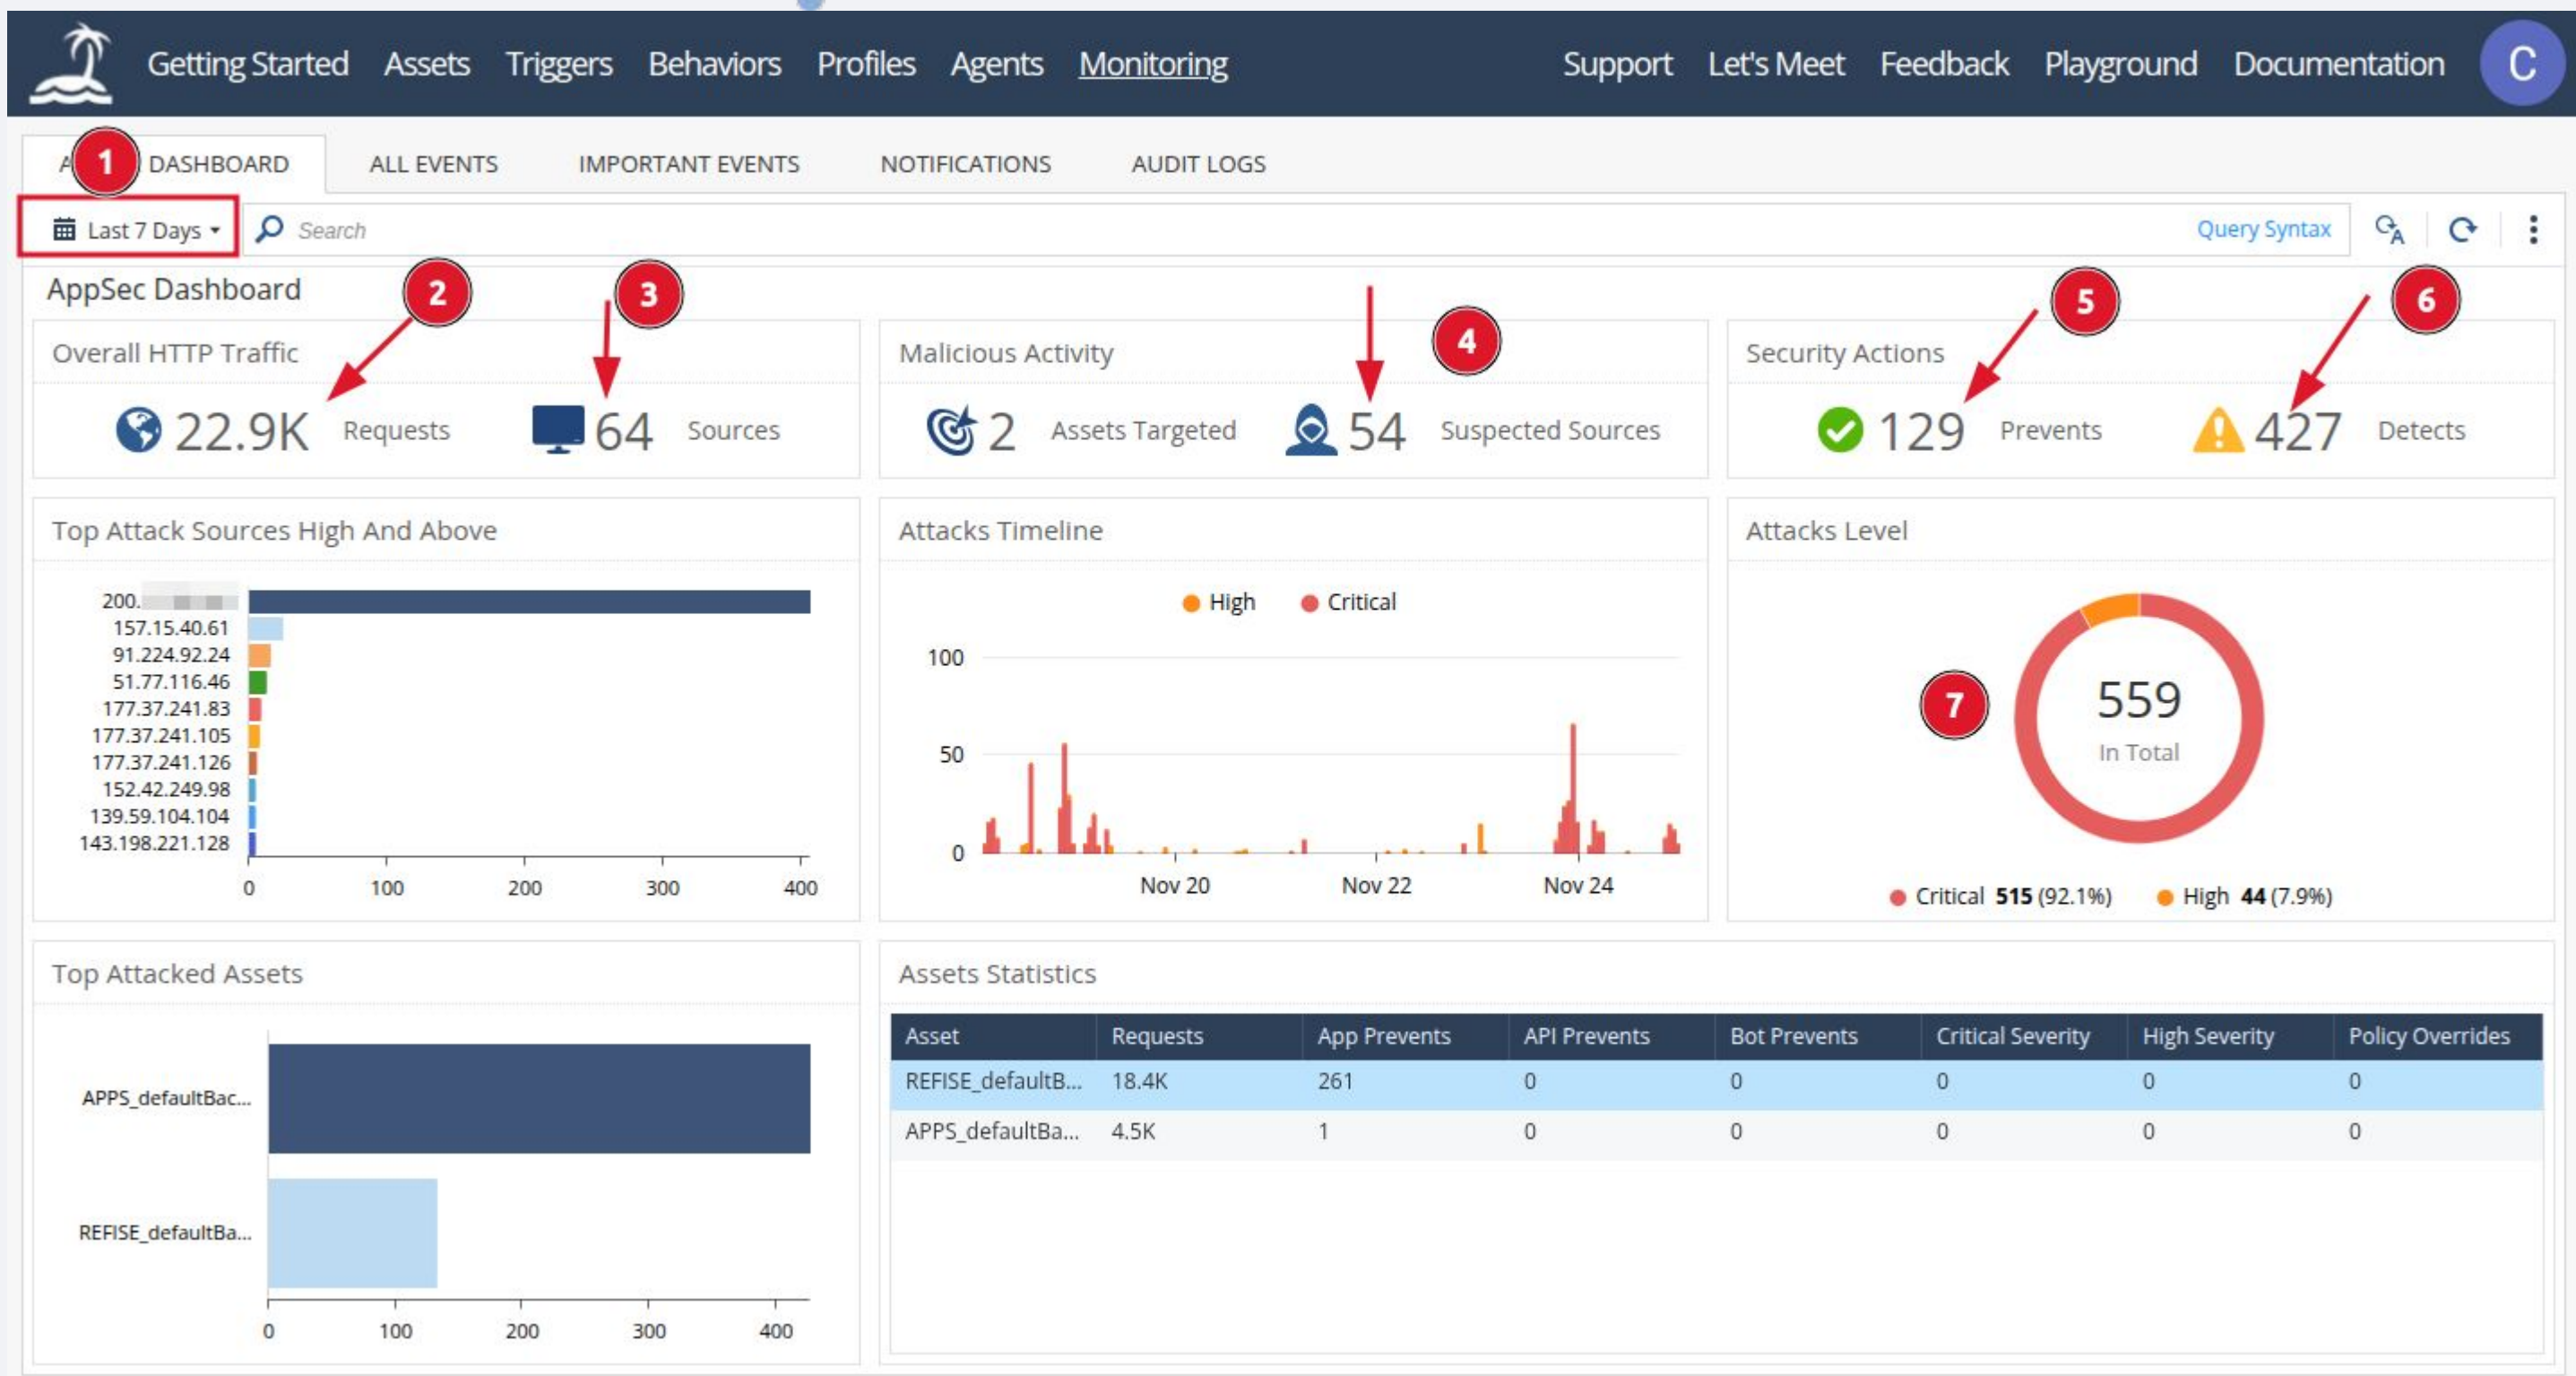 Getting Started Assets Triggers Behaviors Profiles Agents Monitoring Support Let's Meet Feedback Playground Documentation C
1 DASHBOARD ALL EVENTS IMPORTANT EVENTS NOTIFICATIONS AUDIT LOGS
Last 7 Days Search Query Syntax
AppSec Dashboard 2 3 4 5 6
Overall HTTP Traffic
22.9K Requests 64 Sources
Malicious Activity
2 Assets Targeted 54 Suspected Sources
Security Actions
129 Prevents 427 Detects
Top Attack Sources High And Above
200.
157.15.40.61
91.224.92.24
51.77.116.46
177.37.241.83
177.37.241.105
177.37.241.126
152.42.249.98
139.59.104.104
143.198.221.128
0 100 200 300 400
Attacks Timeline
High Critical
100
50
0
Nov 20 Nov 22 Nov 24
Attacks Level
7
559
In Total
Critical 515 (92.1%) High 44 (7.9%)
Top Attacked Assets
APPS_defaultBac...
REFISE_defaultBa...
0 100 200 300 400
Assets Statistics
Asset Requests App Prevents API Prevents Bot Prevents Critical Severity High Severity Policy Overrides
REFISE_defaultB... 18.4K 261 0 0 0 0 0
APPS_defaultBa... 4.5K 1 0 0 0 0 0